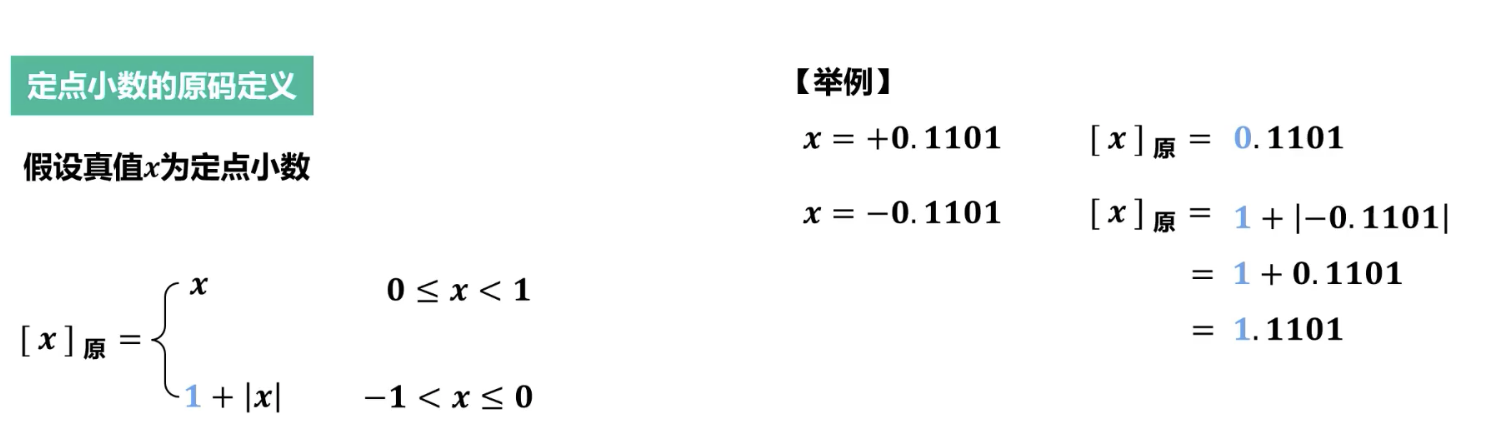 定点小数的原码定义
假设真值x为定点小数
[x]原 = {
x 0 ≤ x < 1
1 + |x| −1 < x ≤ 0
【举例】
x = +0.1101 [x]原 = 0.1101
x = −0.1101 [x]原 = 1 + |−0.1101|
= 1 + 0.1101
= 1.1101